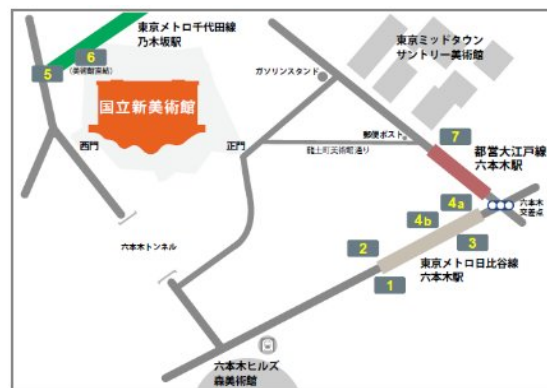 東京メトロ千代田線
乃木坂駅
6
(美術館直結)
5
国立新美術館
西門
正門
ガソリンスタンド
東京ミッドタウン
サントリー美術館
郵便ポスト
龍土町美術館通り
7
都営大江戸線
六本木駅
4a
六本木
交差点
4b
3
2
1
東京メトロ日比谷線
六本木駅
六本木トンネル
六本木ヒルズ
森美術館